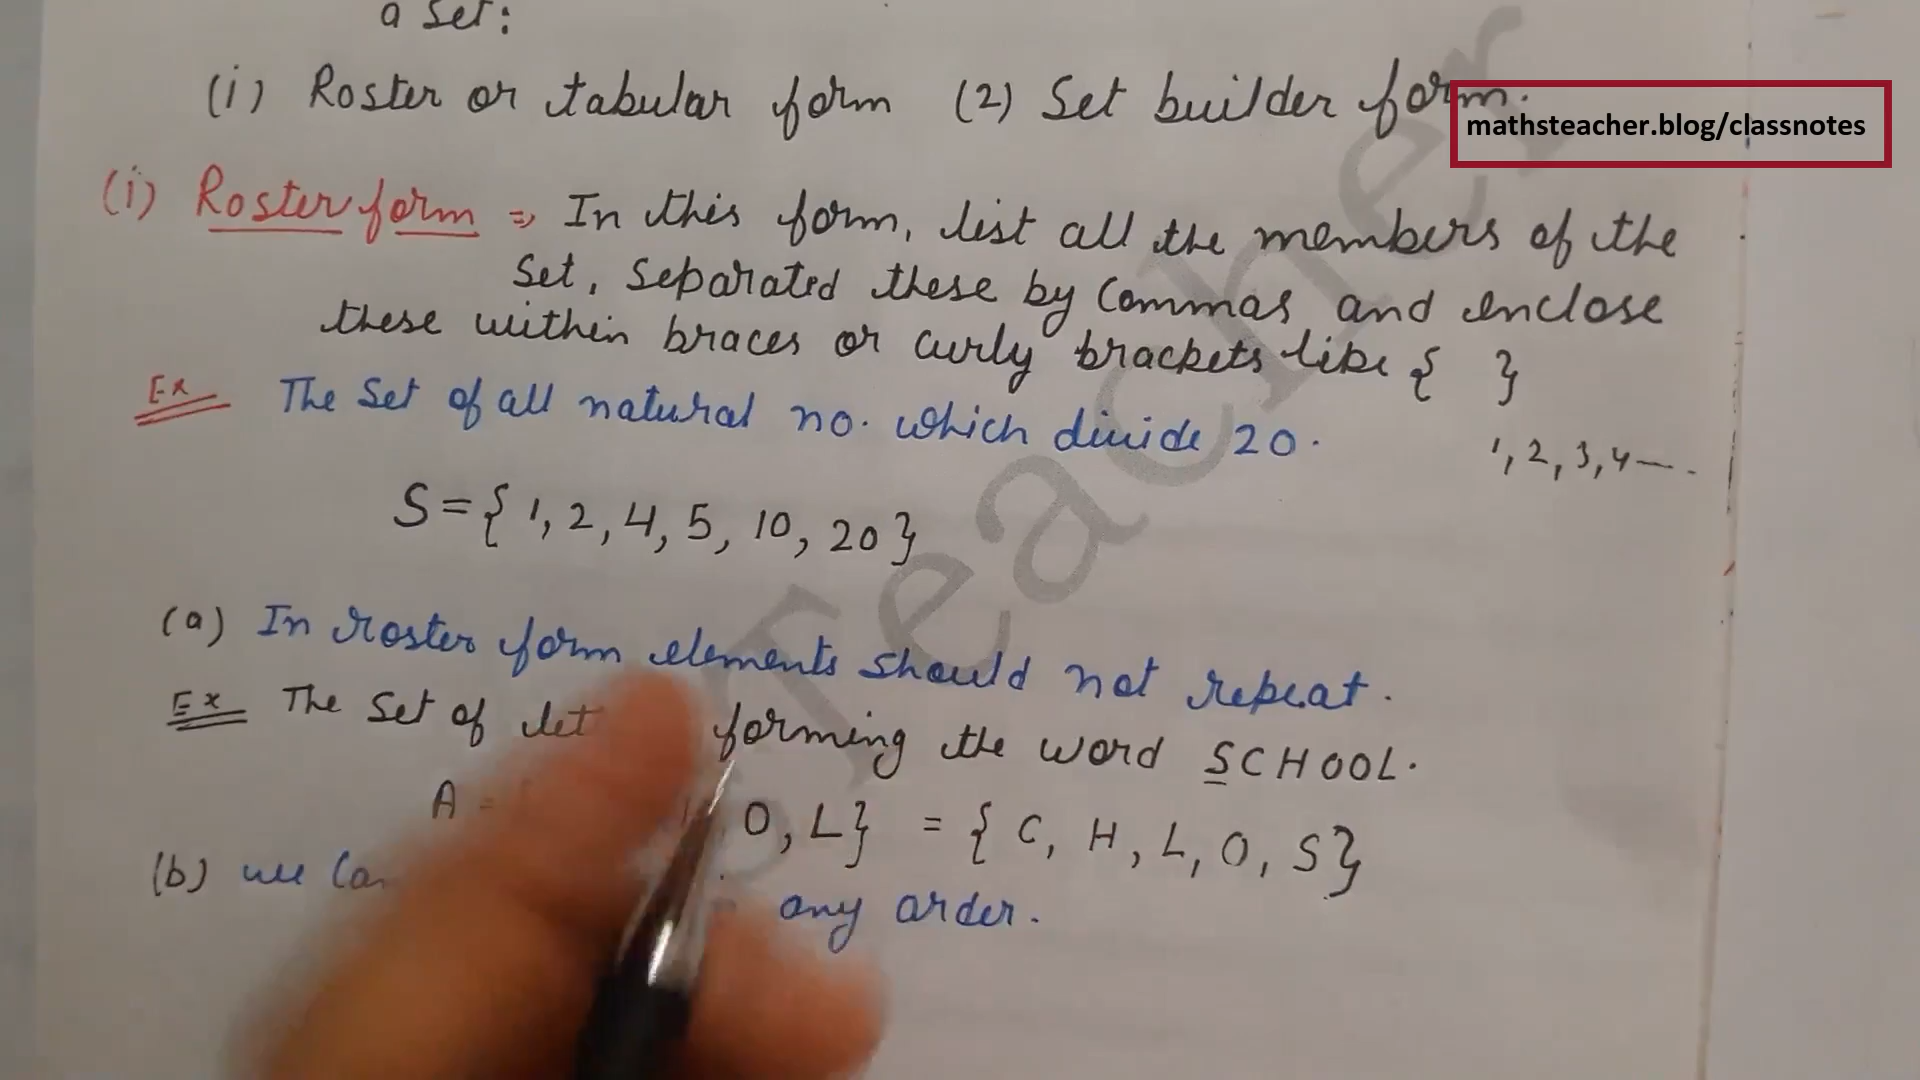 a set:
(i) Roster or tabular form (2) Set builder form.
mathsteacher.blog/classnotes
(i) Roster form => In this form, list all the members of the
set, separated these by commas and enclose
these within braces or curly brackets like { }
Ex The set of all natural no. which divide 20.
1, 2, 3, 4 - - .
S = { 1, 2, 4, 5, 10, 20 }
(a) In roster form elements should not repeat.
Ex The set of let forming the word SCHOOL.
A = O, L} = { C, H, L, O, S }
(b) we can any order.
Teacher